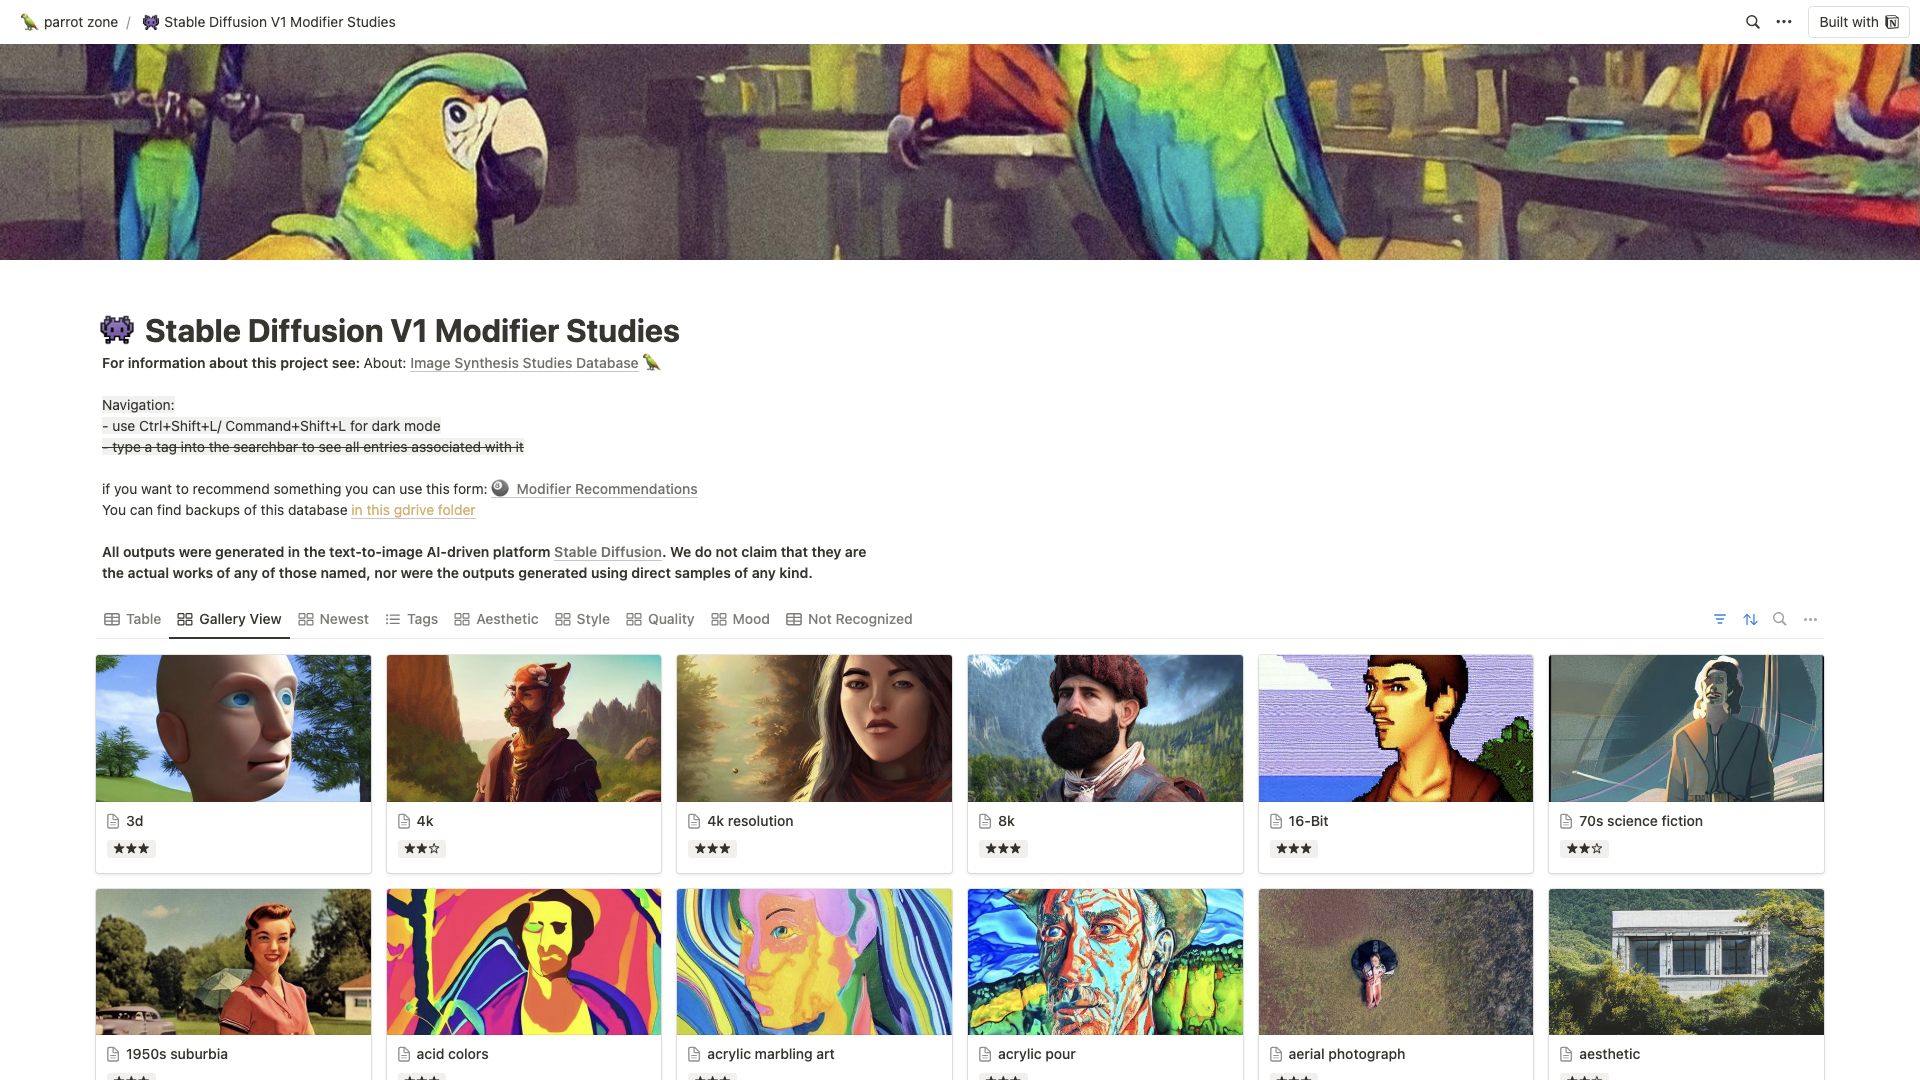 parrot zone / Stable Diffusion V1 Modifier Studies
Built with
Stable Diffusion V1 Modifier Studies
For information about this project see: About: Image Synthesis Studies Database
Navigation:
- use Ctrl+Shift+L/ Command+Shift+L for dark mode
- type a tag into the searchbar to see all entries associated with it
if you want to recommend something you can use this form: Modifier Recommendations
You can find backups of this database in this gdrive folder
All outputs were generated in the text-to-image AI-driven platform Stable Diffusion. We do not claim that they are
the actual works of any of those named, nor were the outputs generated using direct samples of any kind.
Table Gallery View Newest Tags Aesthetic Style Quality Mood Not Recognized
3d 4k 4k resolution 8k 16-Bit 70s science fiction
★★★ ★★☆ ★★★ ★★★ ★★★ ★★☆
1950s suburbia acid colors acrylic marbling art acrylic pour aerial photograph aesthetic